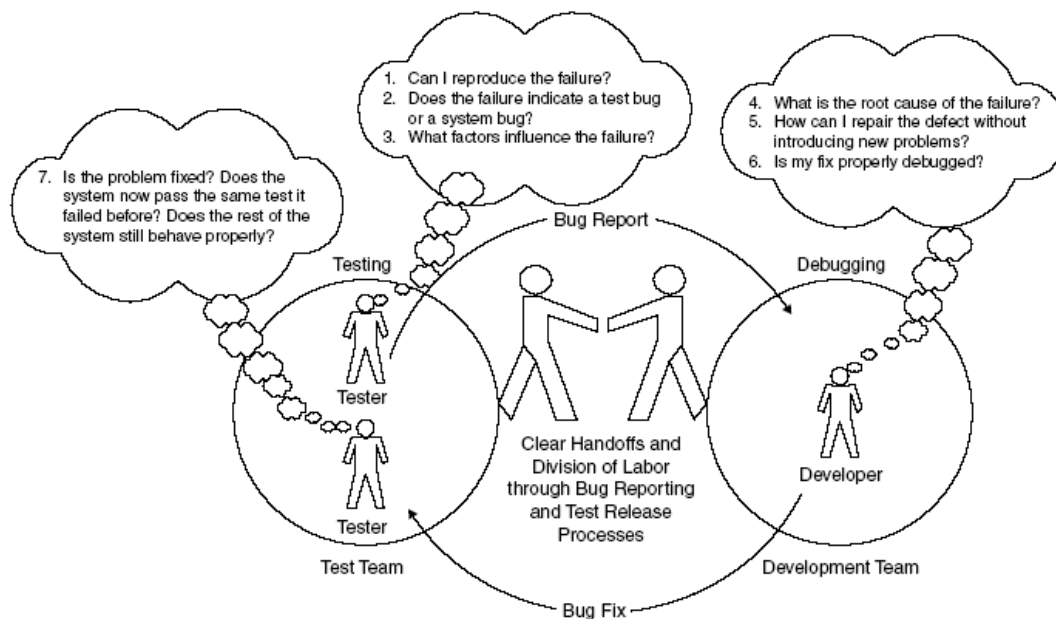 1. Can I reproduce the failure?
2. Does the failure indicate a test bug
or a system bug?
3. What factors influence the failure?
4. What is the root cause of the failure?
5. How can I repair the defect without
introducing new problems?
6. Is my fix properly debugged?
7. Is the problem fixed? Does the
system now pass the same test it
failed before? Does the rest of the
system still behave properly?
Bug Report
Testing
Debugging
Tester
Tester
Clear Handoffs and
Division of Labor
through Bug Reporting
and Test Release
Processes
Developer
Test Team
Development Team
Bug Fix